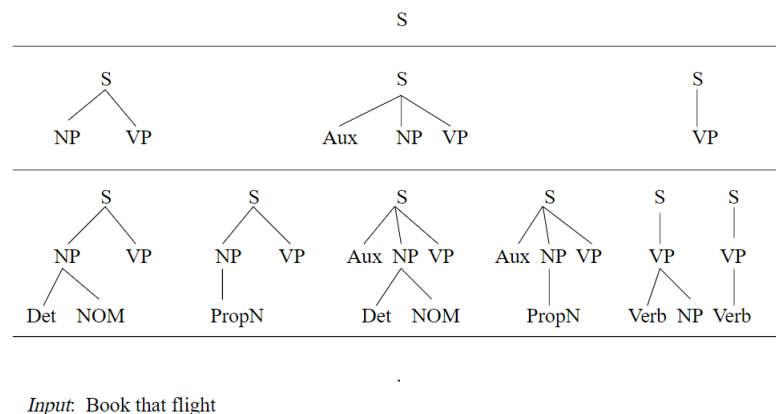 S
S S S
NP VP Aux NP VP VP
S S S S S S
NP VP NP VP Aux NP VP Aux NP VP VP VP
Det NOM PropN Det NOM PropN Verb NP Verb
.
Input: Book that flight